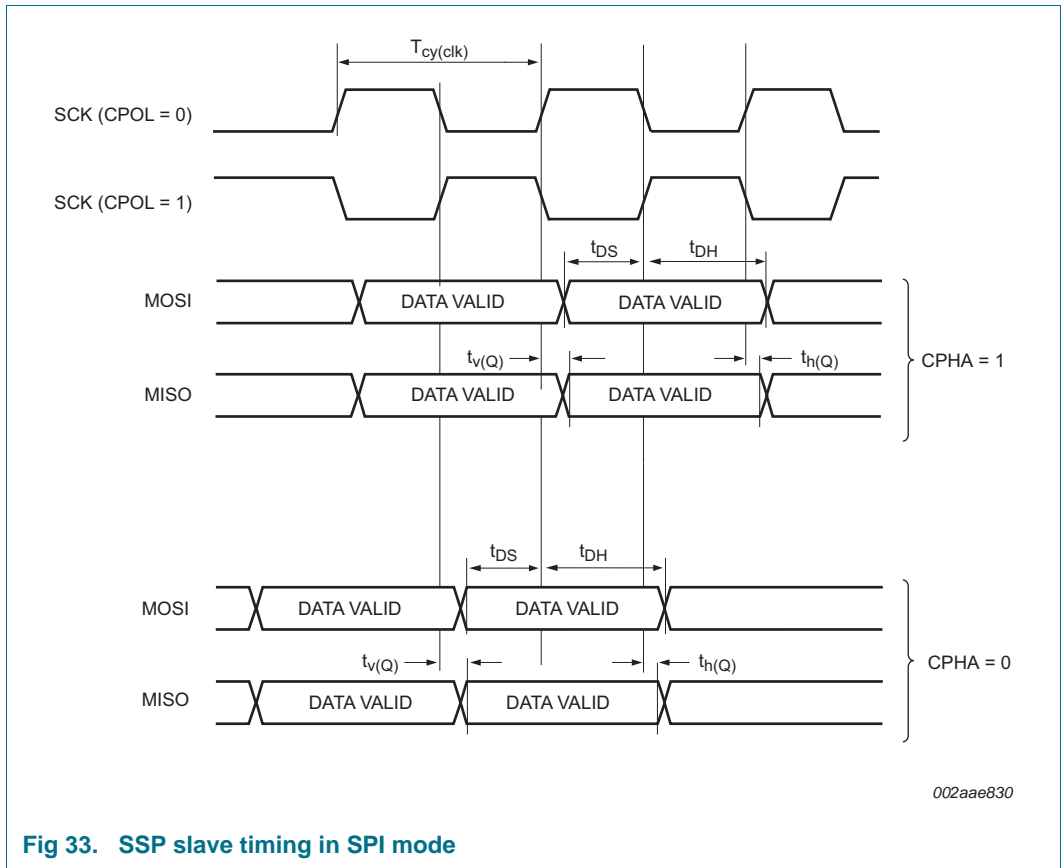 Tcy(clk)
SCK (CPOL = 0)
SCK (CPOL = 1)
tDS tDH
MOSI DATA VALID DATA VALID
tv(Q) th(Q)
CPHA = 1
MISO DATA VALID DATA VALID
tDS tDH
MOSI DATA VALID DATA VALID
tv(Q) th(Q)
CPHA = 0
MISO DATA VALID DATA VALID
002aae830
Fig 33. SSP slave timing in SPI mode